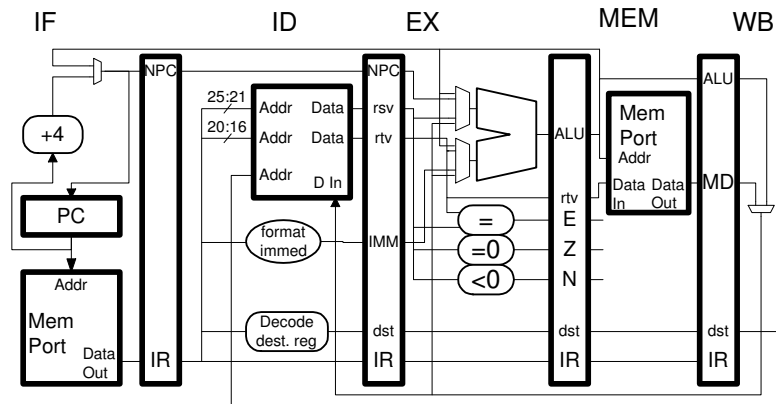 IF ID EX MEM WB
NPC NPC ALU
25:21
Addr Data rsv
20:16
Addr Data rtv
Addr
D In
+4
PC
Addr
Mem
Port
Data
Out
IR
format
immed
IMM
Decode
dest. reg
dst
IR
ALU
rtv
=
E
=0
Z
<0
N
dst
IR
Mem
Port
Addr
Data
In
Data
Out
MD
dst
IR